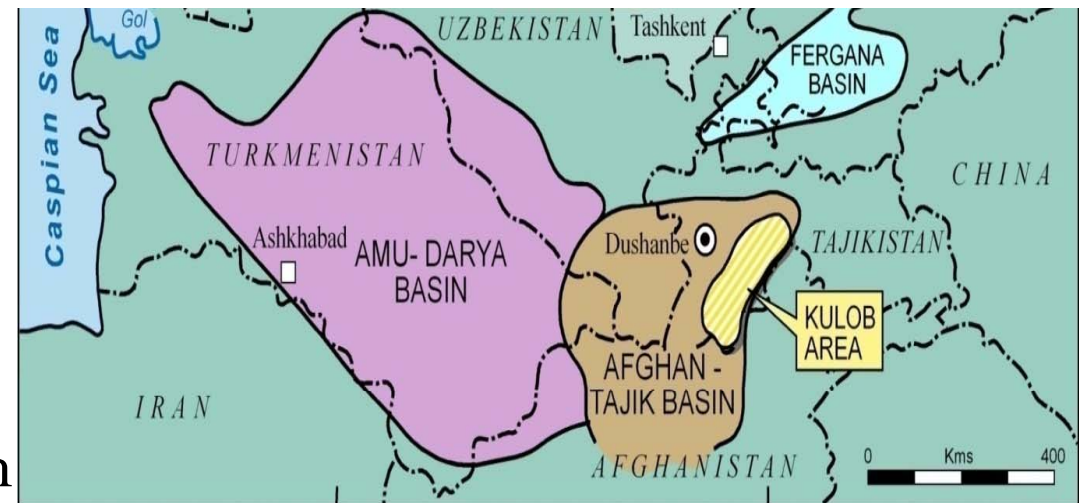 Gol
Caspian Sea
UZBEKISTAN
Tashkent
FERGANA
BASIN
TURKMENISTAN
CHINA
Ashkhabad
AMU- DARYA
BASIN
Dushanbe
TAJIKISTAN
KULOB
AREA
AFGHAN -
TAJIK BASIN
IRAN
AFGHANISTAN
0 Kms 400
n